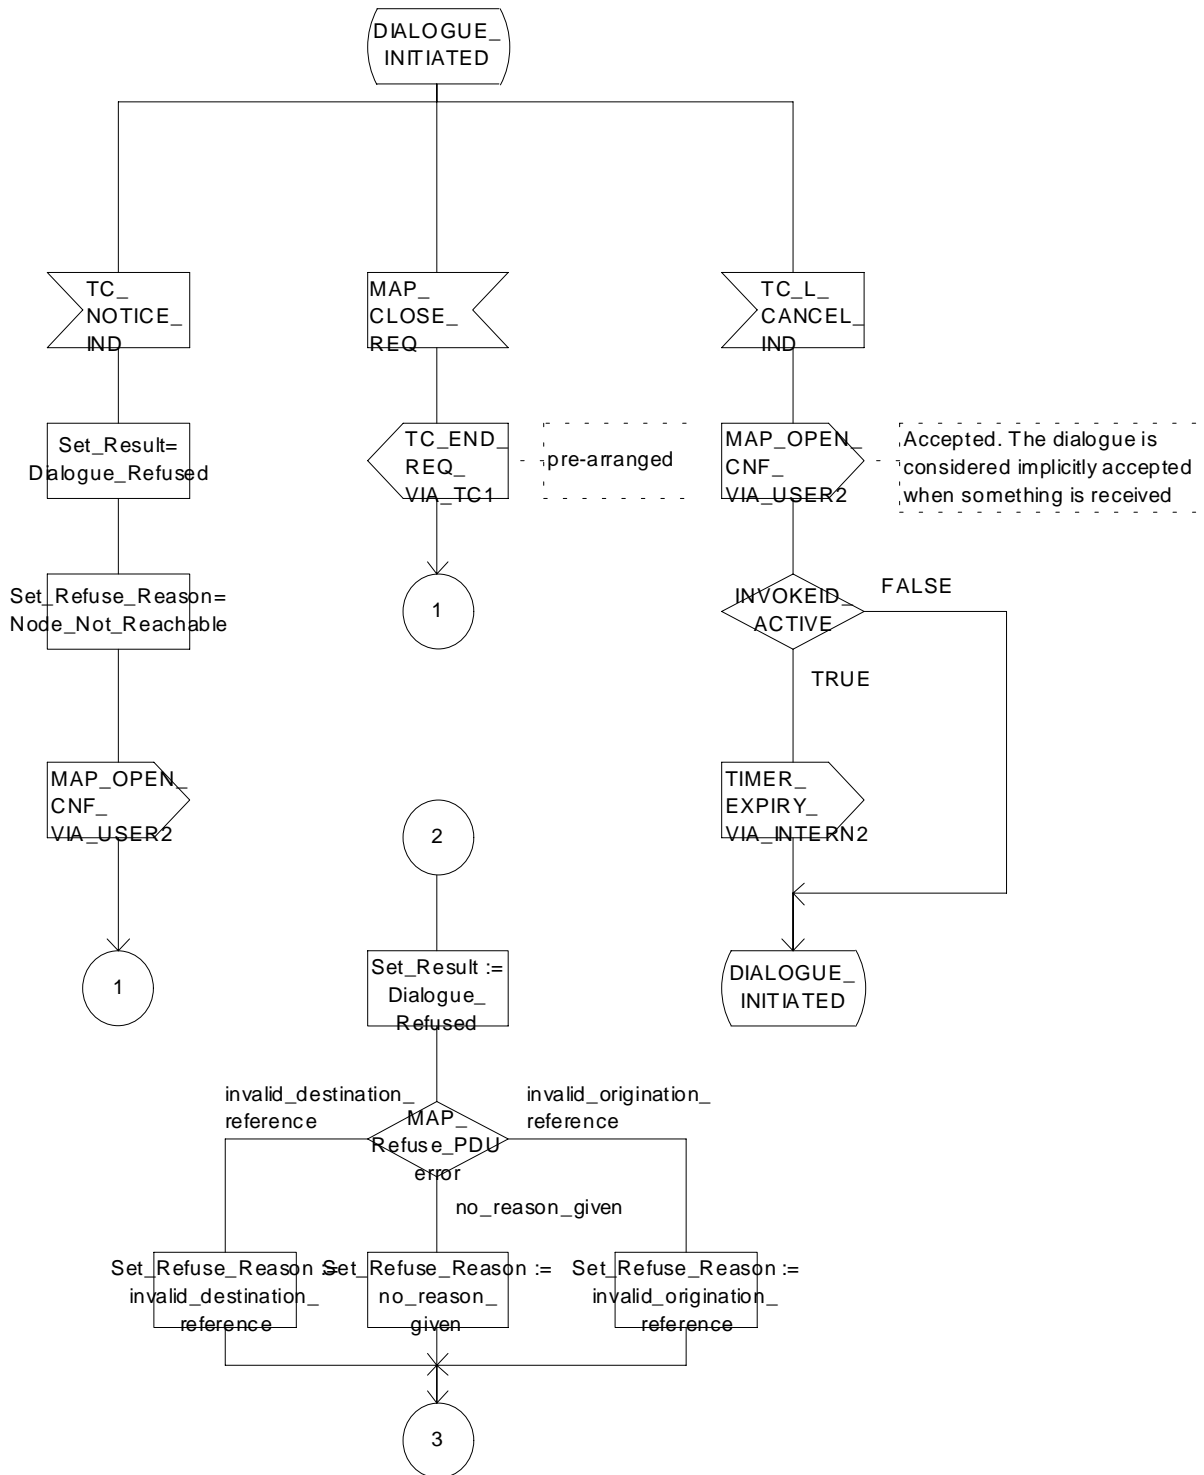 DIALOGUE_
INITIATED
TC_
NOTICE_
IND
MAP_
CLOSE_
REQ
TC_L_
CANCEL_
IND
Set_Result=
Dialogue_Refused
TC_END_
REQ_
VIA_TC1
pre-arranged
MAP_OPEN_
CNF_
VIA_USER2
Accepted. The dialogue is
considered implicitly accepted
when something is received
Set_Refuse_Reason=
Node_Not_Reachable
1
INVOKEID_
ACTIVE
FALSE
TRUE
MAP_OPEN_
CNF_
VIA_USER2
TIMER_
EXPIRY_
VIA_INTERN2
2
1
Set_Result :=
Dialogue_
Refused
DIALOGUE_
INITIATED
invalid_destination_
reference
MAP_
Refuse_PDU
error
invalid_origination_
reference
no_reason_given
Set_Refuse_Reason :=
invalid_destination_
reference
Set_Refuse_Reason :=
no_reason_
given
Set_Refuse_Reason :=
invalid_origination_
reference
3